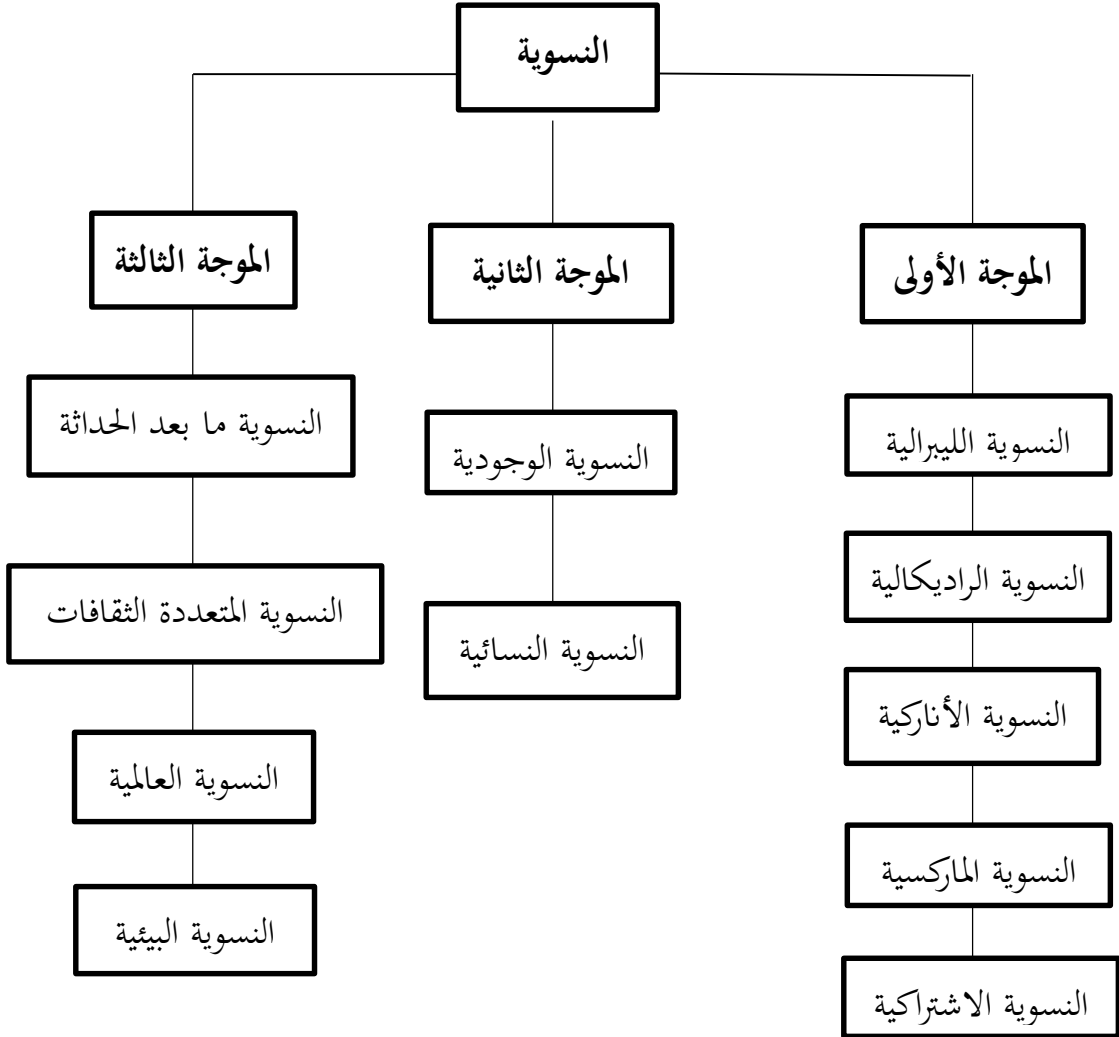 النسوية
الموجة الأولى
النسوية الليبرالية
النسوية الراديكالية
النسوية الأناركية
النسوية الماركسية
النسوية الاشتراكية
الموجة الثانية
النسوية الوجودية
النسوية النسائية
الموجة الثالثة
النسوية ما بعد الحداثة
النسوية المتعددة الثقافات
النسوية العالمية
النسوية البيئية